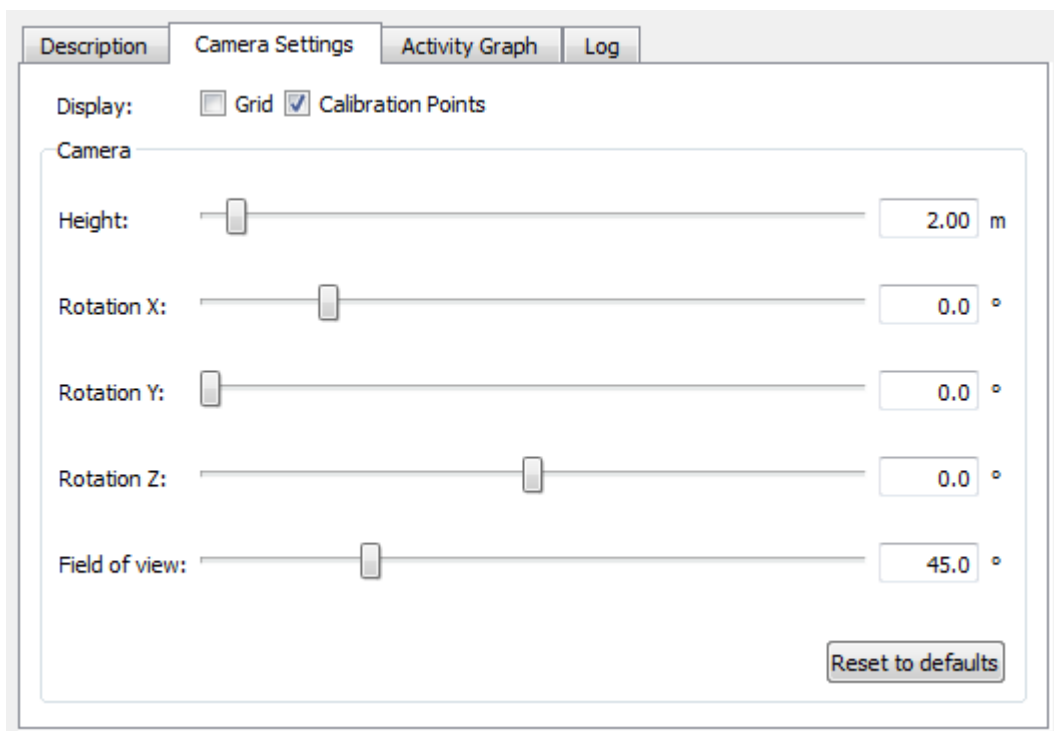 Description Camera Settings Activity Graph Log
Display: Grid Calibration Points
Camera
Height: 2.00 m
Rotation X: 0.0 °
Rotation Y: 0.0 °
Rotation Z: 0.0 °
Field of view: 45.0 °
Reset to defaults